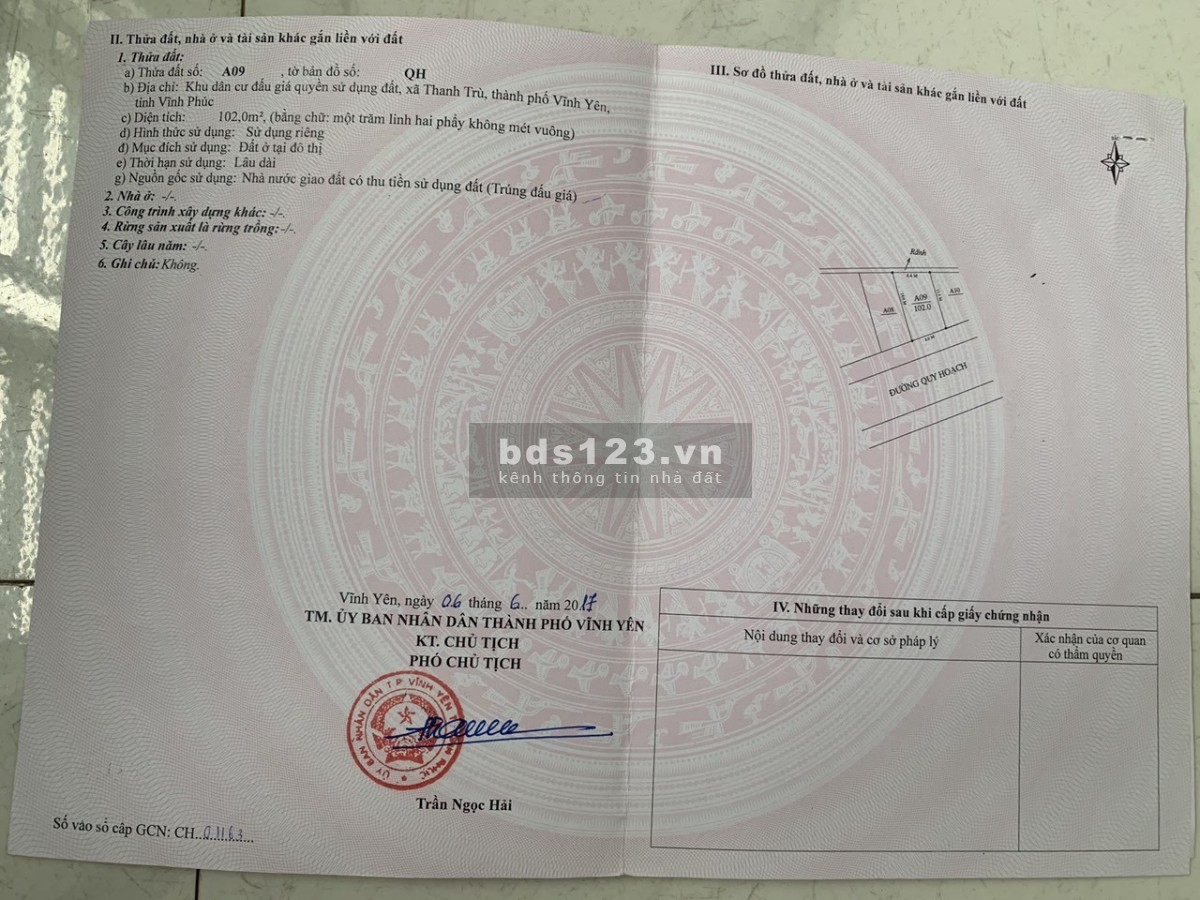 II. Thửa đất, nhà ở và tài sản khác gắn liền với đất
1. Thửa đất:
a) Thửa đất số: A09 , tờ bản đồ số: QH
b) Địa chỉ: Khu dân cư đấu giá quyền sử dụng đất, xã Thanh Trù, thành phố Vĩnh Yên,
tỉnh Vĩnh Phúc
c) Diện tích: 102,0m², (bằng chữ: một trăm linh hai phẩy không mét vuông)
d) Hình thức sử dụng: Sử dụng riêng
đ) Mục đích sử dụng: Đất ở tại đô thị
e) Thời hạn sử dụng: Lâu dài
g) Nguồn gốc sử dụng: Nhà nước giao đất có thu tiền sử dụng đất (Trúng đấu giá)
2. Nhà ở: -/-.
3. Công trình xây dựng khác: -/-.
4. Rừng sản xuất là rừng trồng: -/-.
5. Cây lâu năm: -/-.
6. Ghi chú: Không.
Vĩnh Yên, ngày 06 tháng 6.. năm 2017
TM. ỦY BAN NHÂN DÂN THÀNH PHỐ VĨNH YÊN
KT. CHỦ TỊCH
PHÓ CHỦ TỊCH
ỦY BAN NHÂN DÂN T.P VĨNH YÊN
Trần Ngọc Hải
Số vào sổ cấp GCN: CH..01163...
III. Sơ đồ thửa đất, nhà ở và tài sản khác gắn liền với đất
Rãnh
A08
A09
102.0
A10
ĐƯỜNG QUY HOẠCH
bds123.vn
kênh thông tin nhà đất
IV. Những thay đổi sau khi cấp giấy chứng nhận
Nội dung thay đổi và cơ sở pháp lý
Xác nhận của cơ quan
có thẩm quyền